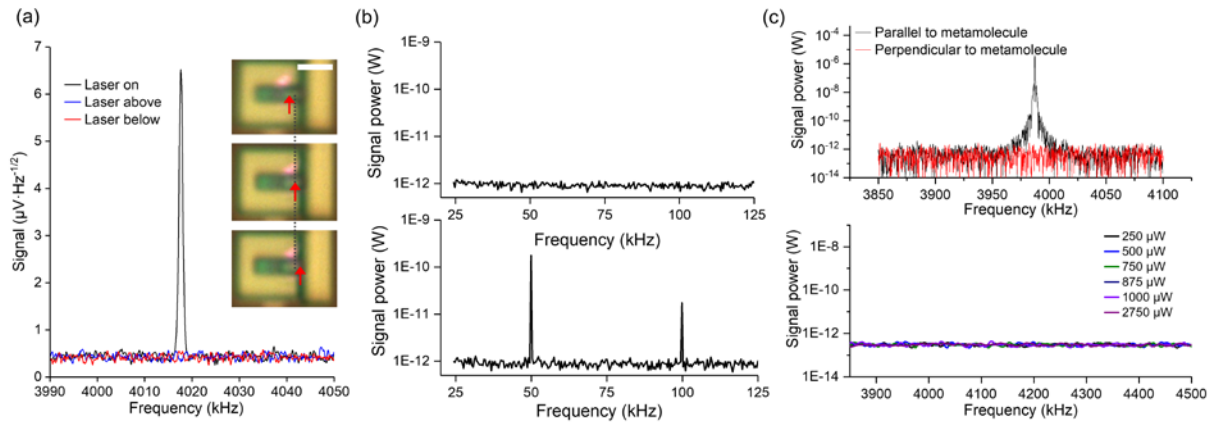 (a)
7
6
5
4
3
2
1
0
Signal (µV·Hz-1/2)
Laser on
Laser above
Laser below
3990 4000 4010 4020 4030 4040 4050
Frequency (kHz)
(b)
1E-9
1E-10
1E-11
1E-12
Signal power (W)
25 50 75 100 125
Frequency (kHz)
1E-9
1E-10
1E-11
1E-12
Signal power (W)
25 50 75 100 125
Frequency (kHz)
(c)
10-4
10-6
10-8
10-10
10-12
10-14
Signal power (W)
Parallel to metamolecule
Perpendicular to metamolecule
3850 3900 3950 4000 4050 4100
Frequency (kHz)
1E-8
1E-10
1E-12
1E-14
Signal power (W)
250 µW
500 µW
750 µW
875 µW
1000 µW
2750 µW
3900 4000 4100 4200 4300 4400 4500
Frequency (kHz)